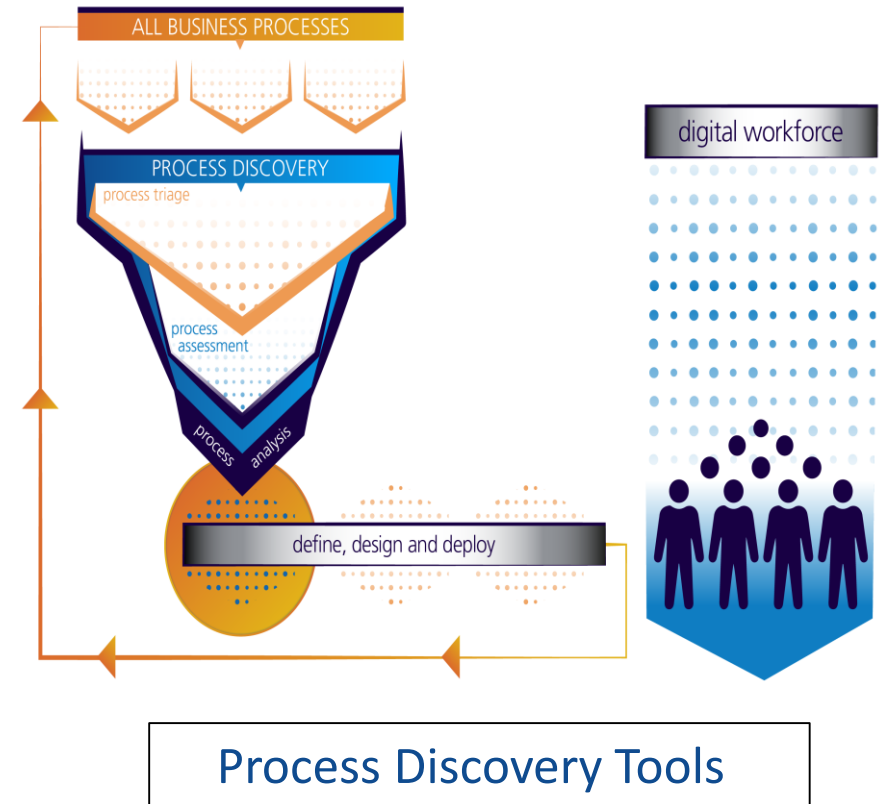 ALL BUSINESS PROCESSES
PROCESS DISCOVERY
process triage
process
assessment
process analysis
define, design and deploy
digital workforce
Process Discovery Tools